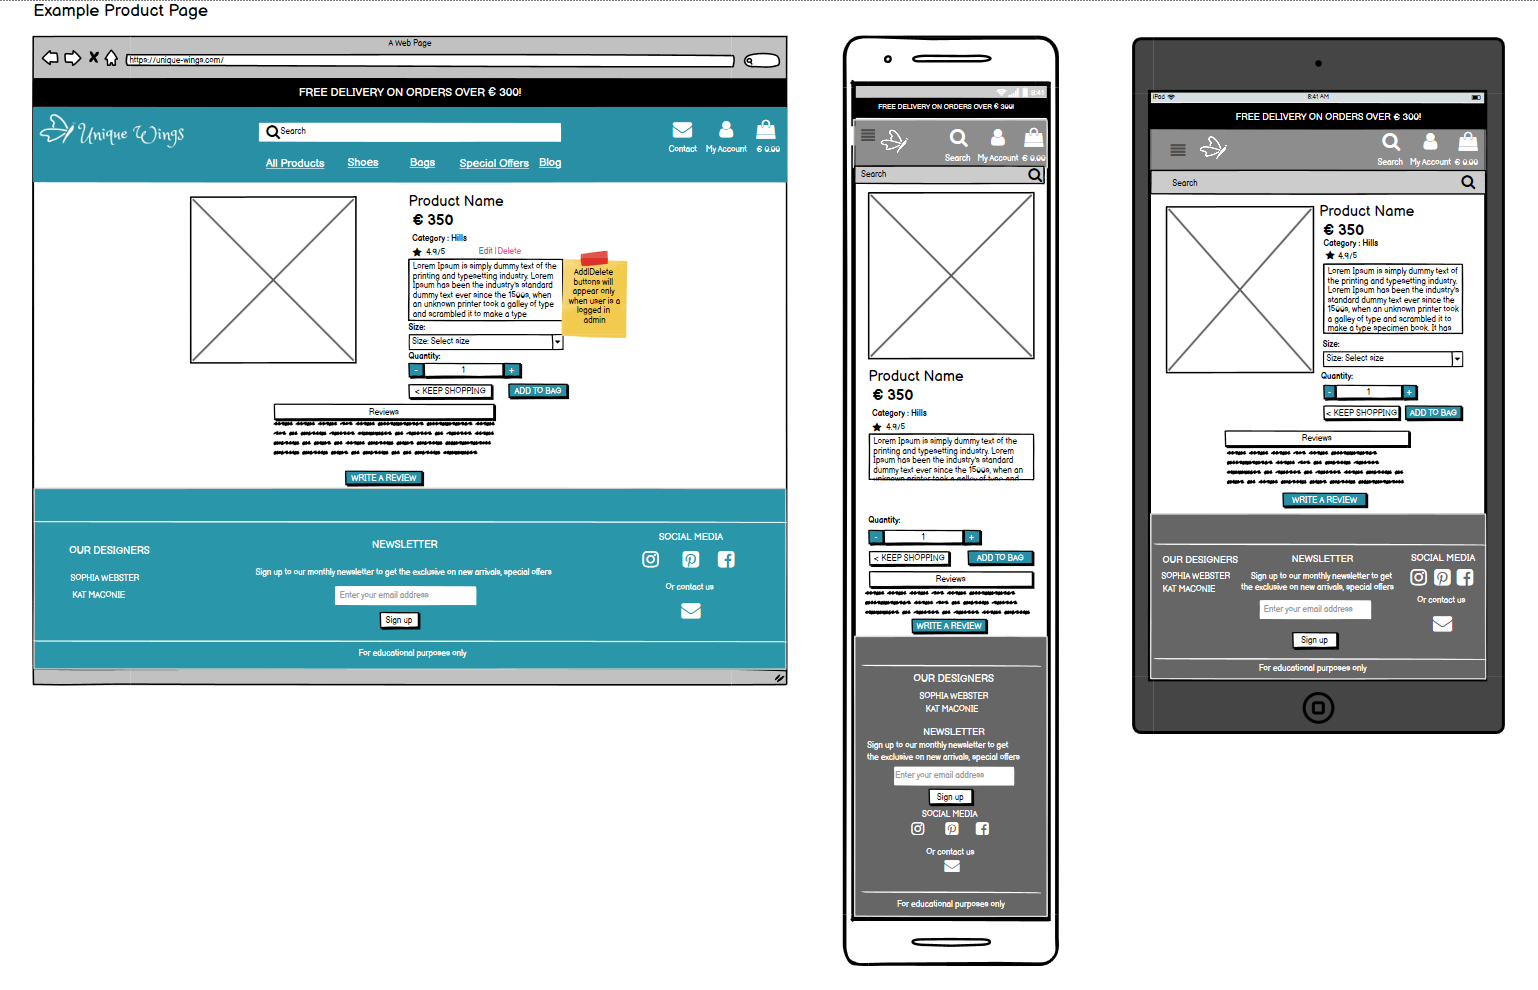 Example Product Page
A Web Page
https://unique-wings.com/
FREE DELIVERY ON ORDERS OVER € 300!
Unique Wings
Search
Contact
My Account
€ 0.00
All Products
Shoes
Bags
Special Offers
Blog
Product Name
€ 350
Category : Hills
4.9/5
Edit | Delete
Lorem Ipsum is simply dummy text of the
printing and typesetting industry. Lorem
Ipsum has been the industry's standard
dummy text ever since the 1500s, when
an unknown printer took a galley of type
and scrambled it to make a type
Add|Delete
buttons will
appear only
when user is a
logged in
admin
Size:
Size: Select size
Quantity:
- 1 +
< KEEP SHOPPING
ADD TO BAG
Reviews
WRITE A REVIEW
OUR DESIGNERS
SOPHIA WEBSTER
KAT MACONIE
NEWSLETTER
Sign up to our monthly newsletter to get the exclusive on new arrivals, special offers
Enter your email address
Sign up
SOCIAL MEDIA
Or contact us
For educational purposes only
8:41
FREE DELIVERY ON ORDERS OVER € 300!
Search
My Account
€ 0.00
Search
Product Name
€ 350
Category : Hills
4.9/5
Lorem Ipsum is simply dummy text of the
printing and typesetting industry. Lorem
Ipsum has been the industry's standard
dummy text ever since the 1500s, when an
unknown printer took a galley of type and
Quantity:
- 1 +
< KEEP SHOPPING
ADD TO BAG
Reviews
WRITE A REVIEW
OUR DESIGNERS
SOPHIA WEBSTER
KAT MACONIE
NEWSLETTER
Sign up to our monthly newsletter to get
the exclusive on new arrivals, special offers
Enter your email address
Sign up
SOCIAL MEDIA
Or contact us
For educational purposes only
iPad
8:41 AM
FREE DELIVERY ON ORDERS OVER € 300!
Search
My Account
€ 0.00
Search
Product Name
€ 350
Category : Hills
4.9/5
Lorem Ipsum is simply dummy text of
the printing and typesetting industry.
Lorem Ipsum has been the industry's
standard dummy text ever since the
1500s, when an unknown printer took
a galley of type and scrambled it to
make a type specimen book. It has
Size:
Size: Select size
Quantity:
- 1 +
< KEEP SHOPPING
ADD TO BAG
Reviews
WRITE A REVIEW
OUR DESIGNERS
SOPHIA WEBSTER
KAT MACONIE
NEWSLETTER
Sign up to our monthly newsletter to get
the exclusive on new arrivals, special offers
Enter your email address
Sign up
SOCIAL MEDIA
Or contact us
For educational purposes only